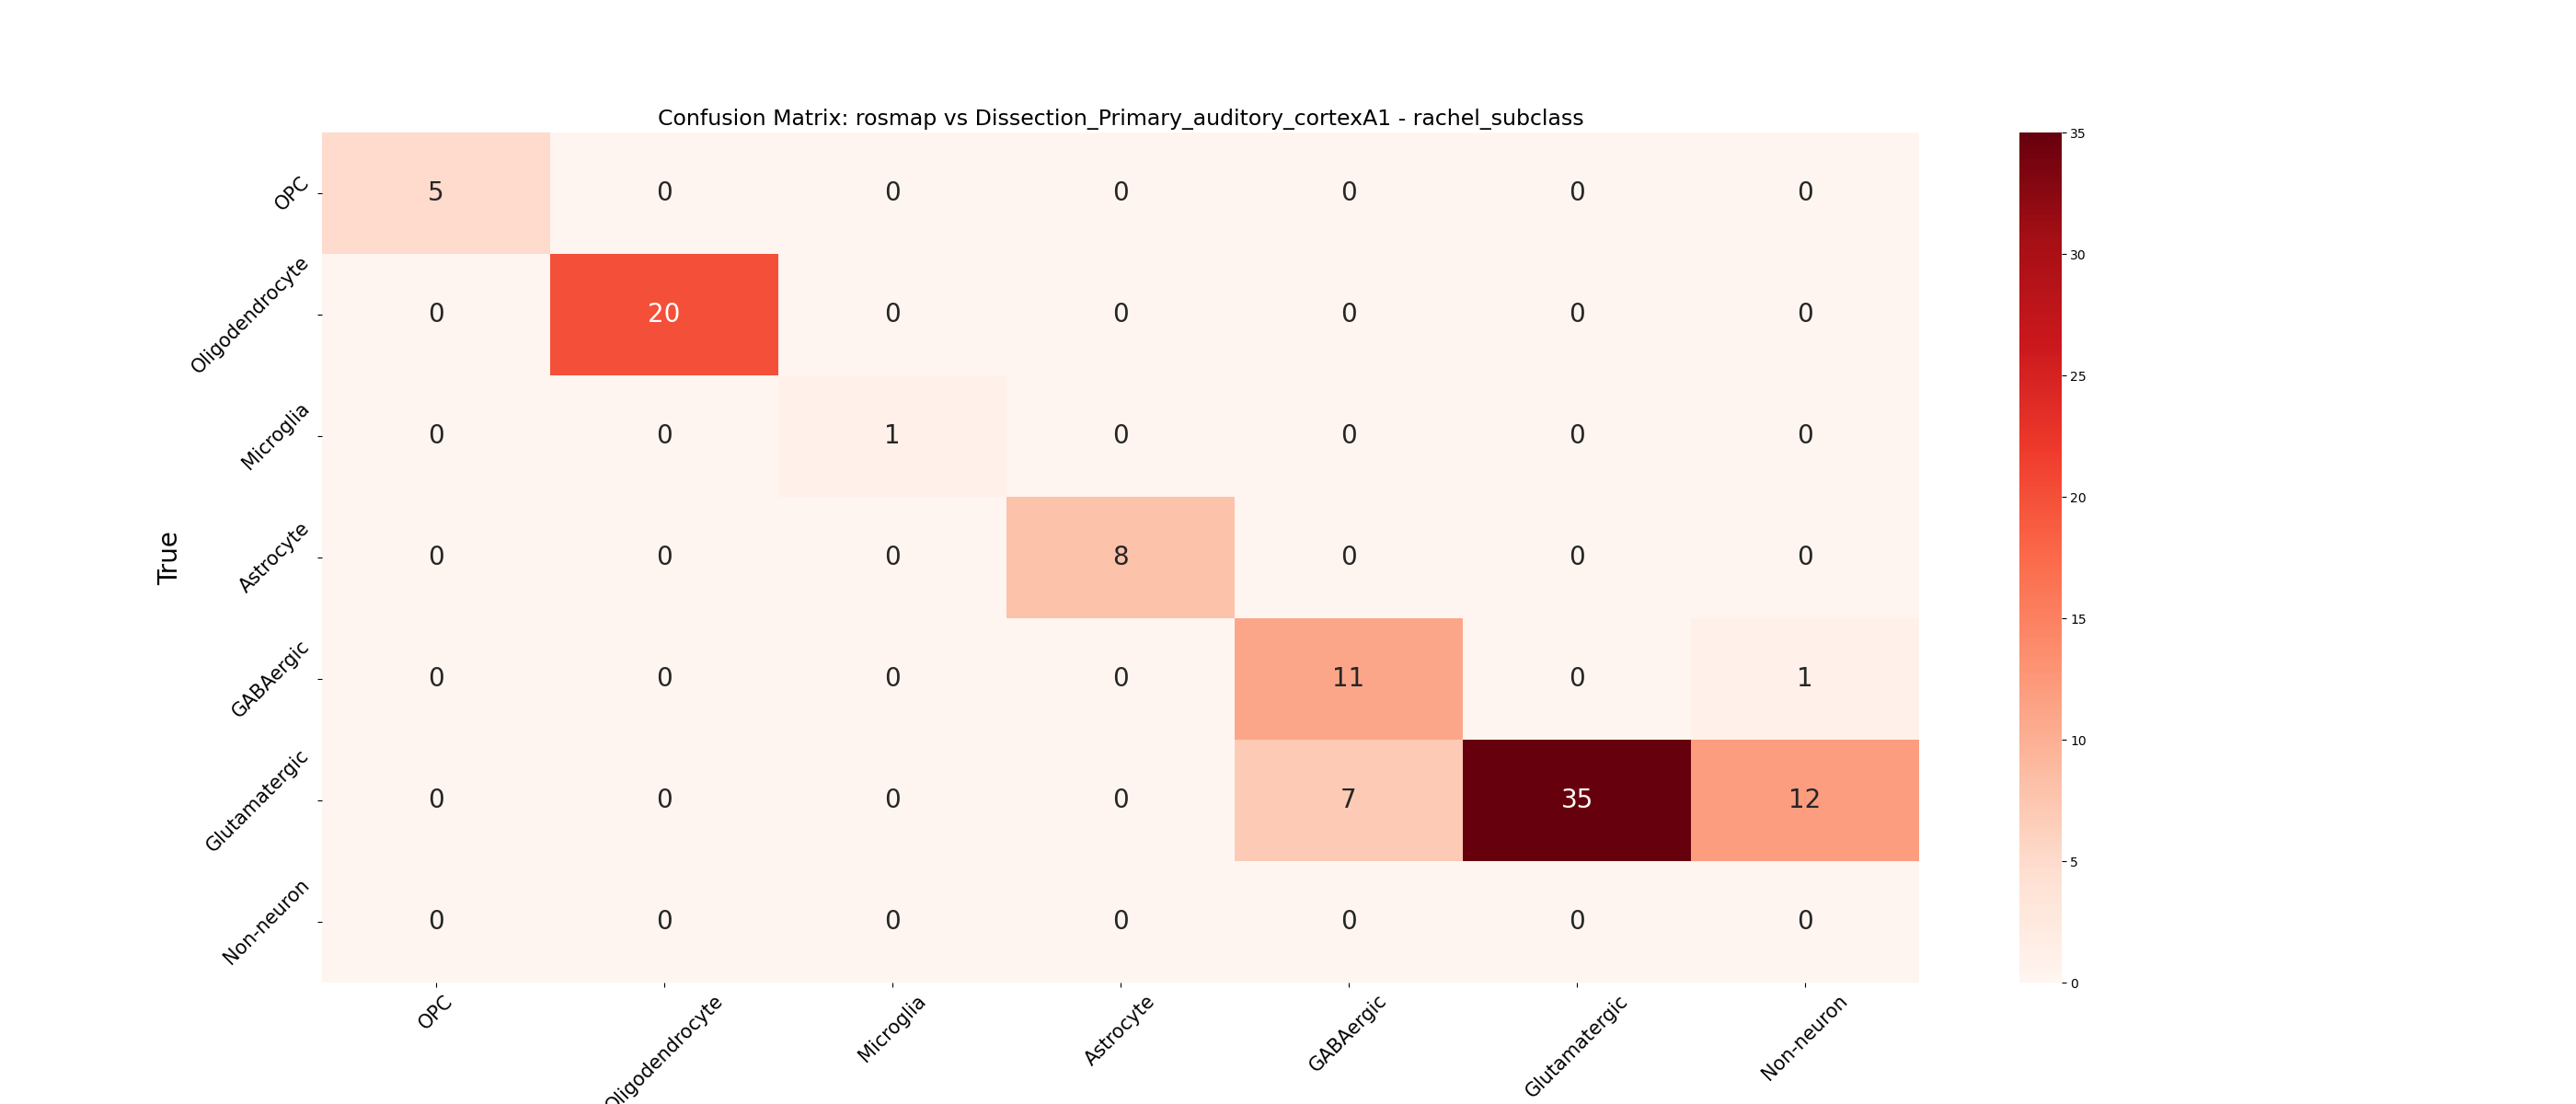 Confusion Matrix: rosmap vs Dissection_Primary_auditory_cortexA1 - rachel_subclass
True
OPC 5 0 0 0 0 0 0
Oligodendrocyte 0 20 0 0 0 0 0
Microglia 0 0 1 0 0 0 0
Astrocyte 0 0 0 8 0 0 0
GABAergic 0 0 0 0 11 0 1
Glutamatergic 0 0 0 0 7 35 12
Non-neuron 0 0 0 0 0 0 0
OPC Oligodendrocyte Microglia Astrocyte GABAergic Glutamatergic Non-neuron
35
30
25
20
15
10
5
0